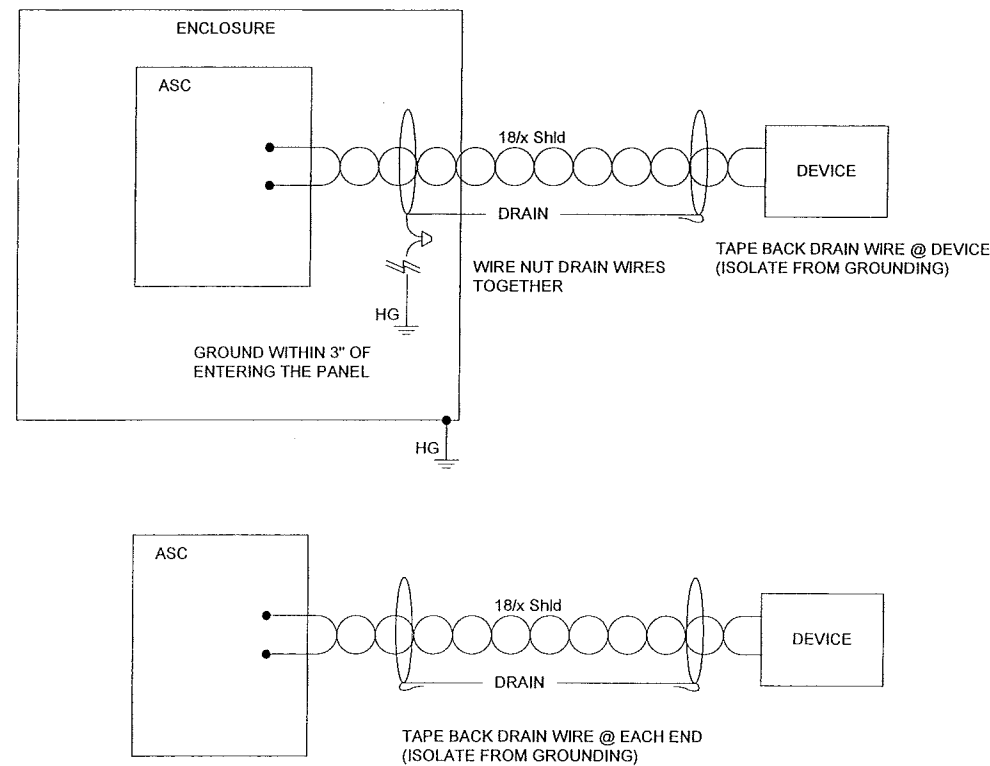 ENCLOSURE
ASC
18/x Shld
DEVICE
DRAIN
TAPE BACK DRAIN WIRE @ DEVICE
(ISOLATE FROM GROUNDING)
WIRE NUT DRAIN WIRES
TOGETHER
HG
GROUND WITHIN 3" OF
ENTERING THE PANEL
HG
ASC
18/x Shld
DEVICE
DRAIN
TAPE BACK DRAIN WIRE @ EACH END
(ISOLATE FROM GROUNDING)